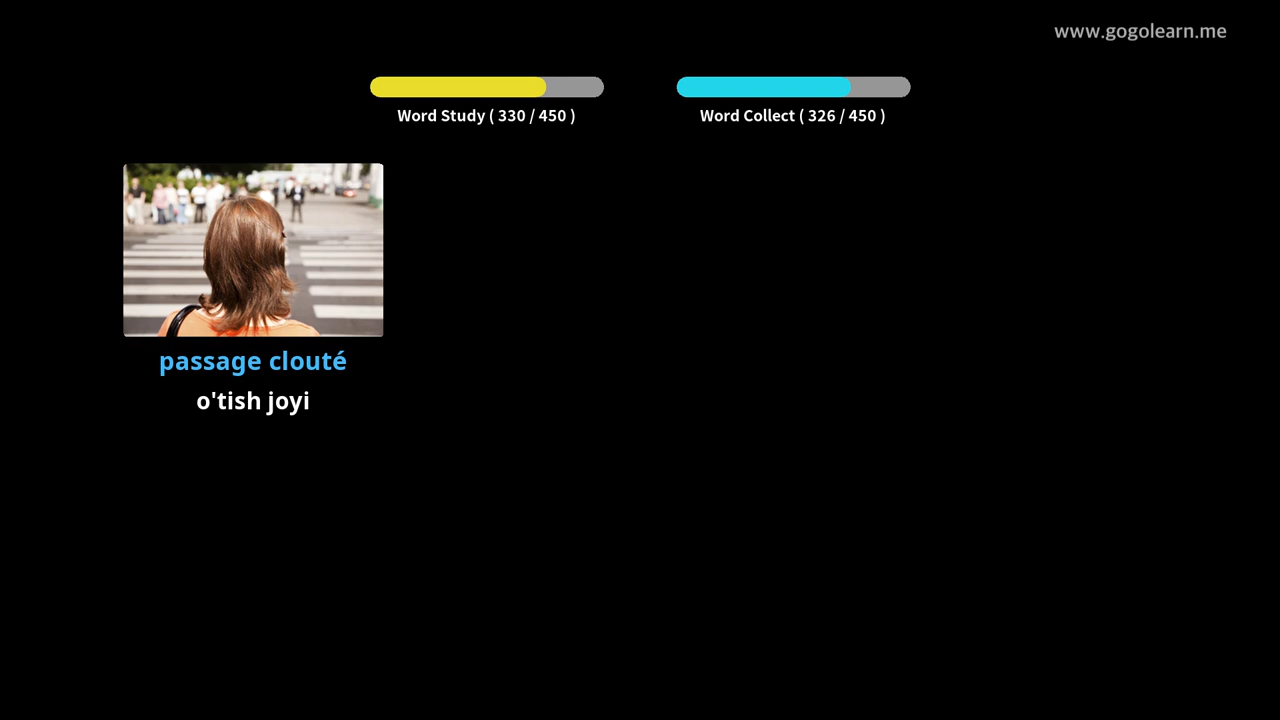 www.gogolearn.me
Word Study ( 330 / 450 )
Word Collect ( 326 / 450 )
passage clouté
o'tish joyi